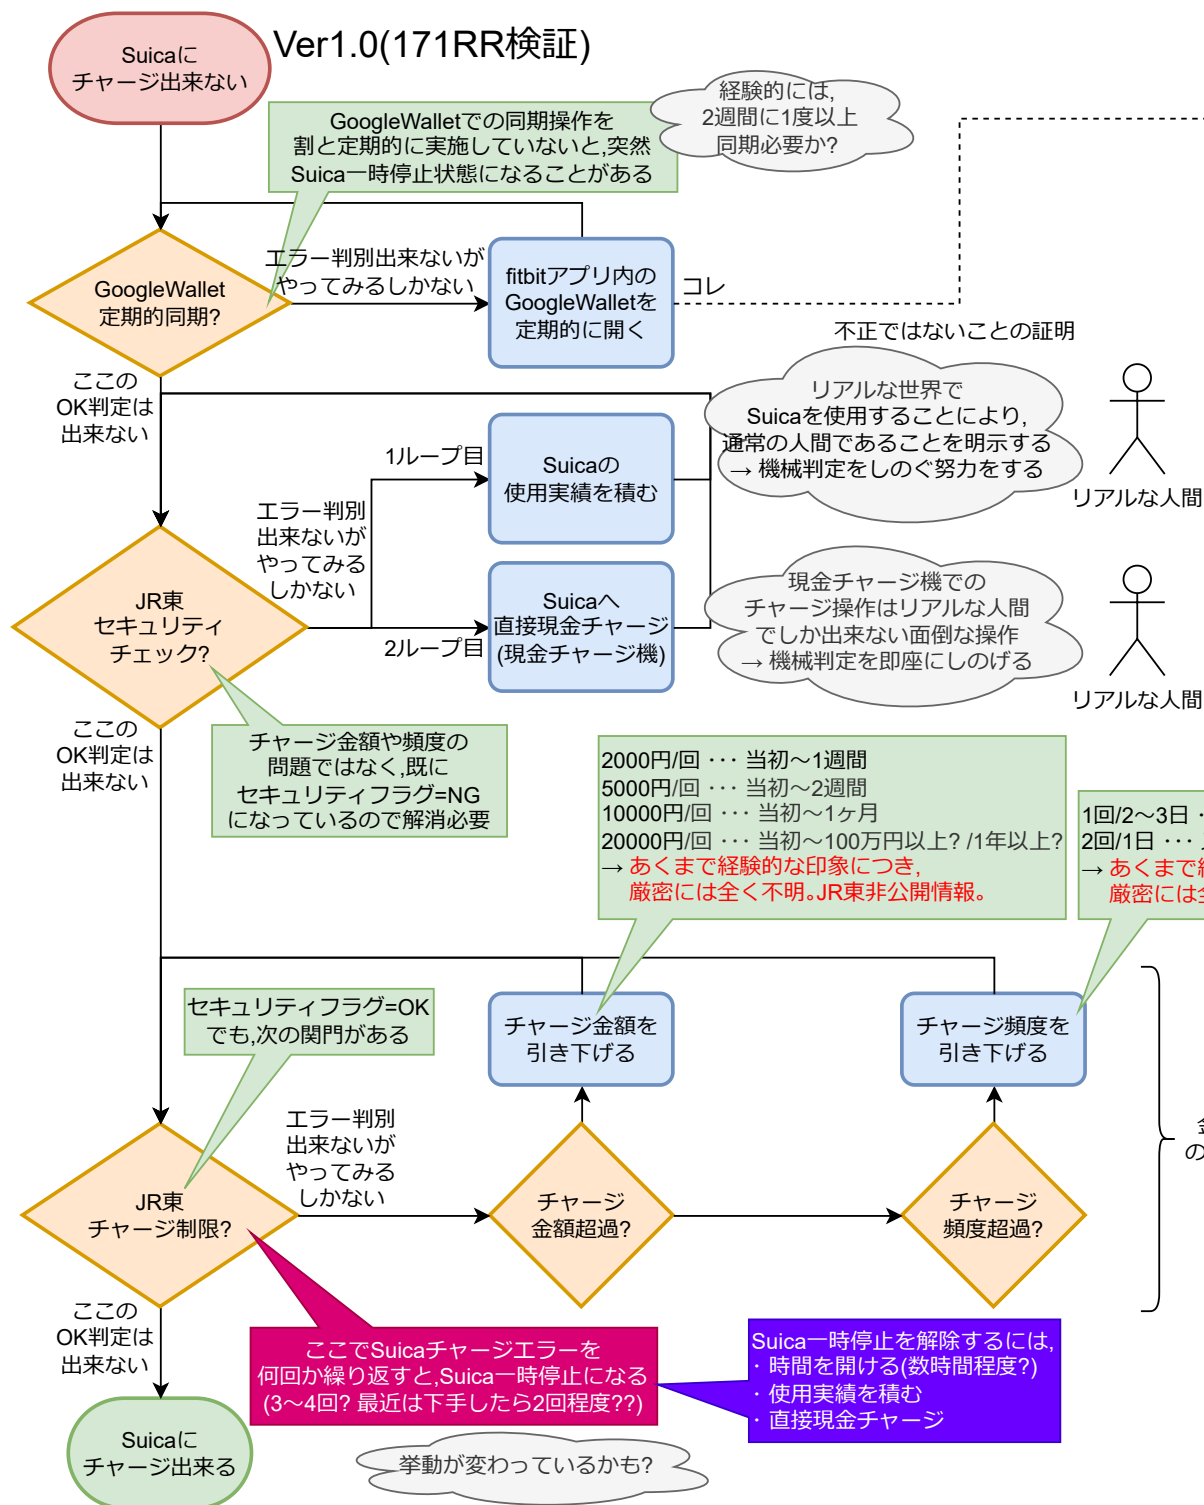 Suicaに
チャージ出来ない
Ver1.0(171RR検証)
GoogleWalletでの同期操作を
割と定期的に実施していないと,突然
Suica一時停止状態になることがある
経験的には,
2週間に1度以上
同期必要か?
GoogleWallet
定期的同期?
エラー判別出来ないが
やってみるしかない
fitbitアプリ内の
GoogleWalletを
定期的に開く
コレ
不正ではないことの証明
ここの
OK判定は
出来ない
リアルな世界で
Suicaを使用することにより,
通常の人間であることを明示する
→ 機械判定をしのぐ努力をする
リアルな人間
1ループ目
Suicaの
使用実績を積む
エラー判別
出来ないが
やってみる
しかない
JR東
セキュリティ
チェック?
2ループ目
Suicaへ
直接現金チャージ
(現金チャージ機)
現金チャージ機での
チャージ操作はリアルな人間
でしか出来ない面倒な操作
→ 機械判定を即座にしのげる
リアルな人間
ここの
OK判定は
出来ない
チャージ金額や頻度の
問題ではなく,既に
セキュリティフラグ=NG
になっているので解消必要
2000円/回 ･･･ 当初〜1週間
5000円/回 ･･･ 当初〜2週間
10000円/回 ･･･ 当初〜1ヶ月
20000円/回 ･･･ 当初〜100万円以上? /1年以上?
→ あくまで経験的な印象につき,
厳密には全く不明。JR東非公開情報。
1回/2〜3日
2回/1日 ･･･
→ あくまで
厳密には
セキュリティフラグ=OK
でも,次の関門がある
チャージ金額を
引き下げる
チャージ頻度を
引き下げる
エラー判別
出来ないが
やってみる
しかない
JR東
チャージ制限?
チャージ
金額超過?
チャージ
頻度超過?
の
ここの
OK判定は
出来ない
ここでSuicaチャージエラーを
何回か繰り返すと,Suica一時停止になる
(3〜4回? 最近は下手したら2回程度??)
Suica一時停止を解除するには,
・時間を開ける(数時間程度?)
・使用実績を積む
・直接現金チャージ
Suicaに
チャージ出来る
挙動が変わっているかも?